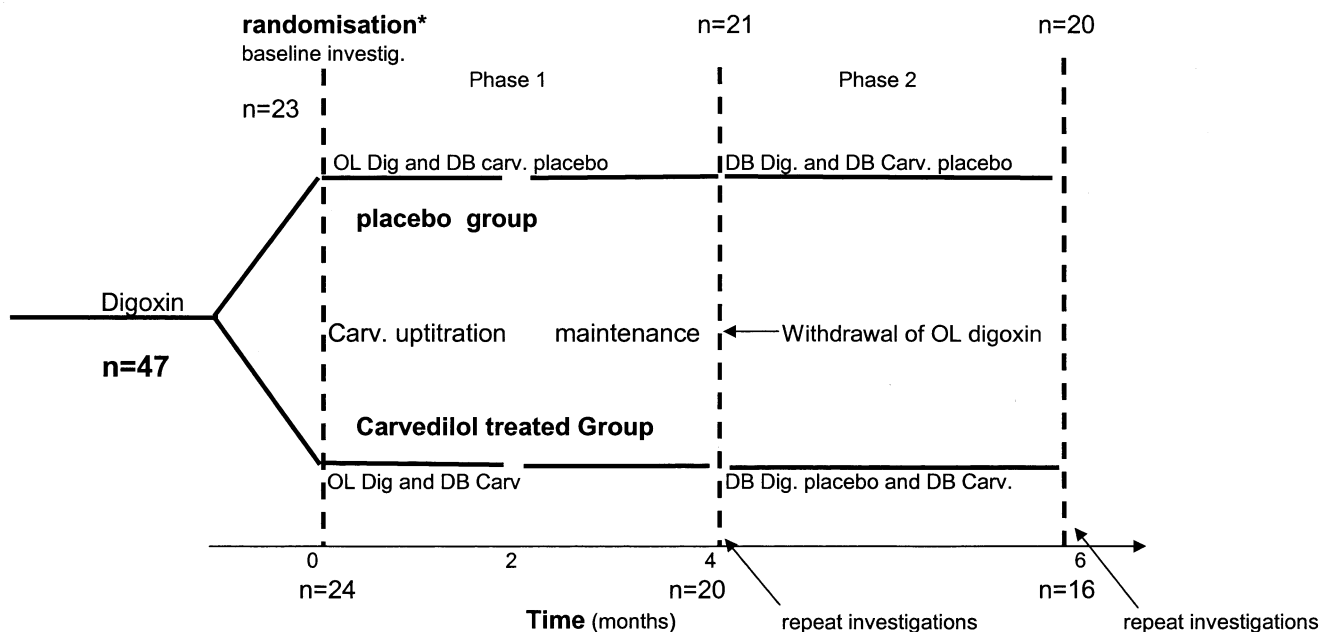 randomisation*
baseline investig.
n=21
n=20
Phase 1
Phase 2
n=23
OL Dig and DB carv. placebo
DB Dig. and DB Carv. placebo
placebo group
Digoxin
n=47
Carv. uptitration
maintenance
Withdrawal of OL digoxin
Carvedilol treated Group
OL Dig and DB Carv
DB Dig. placebo and DB Carv.
0
2
4
6
n=24
n=20
n=16
Time (months)
repeat investigations
repeat investigations